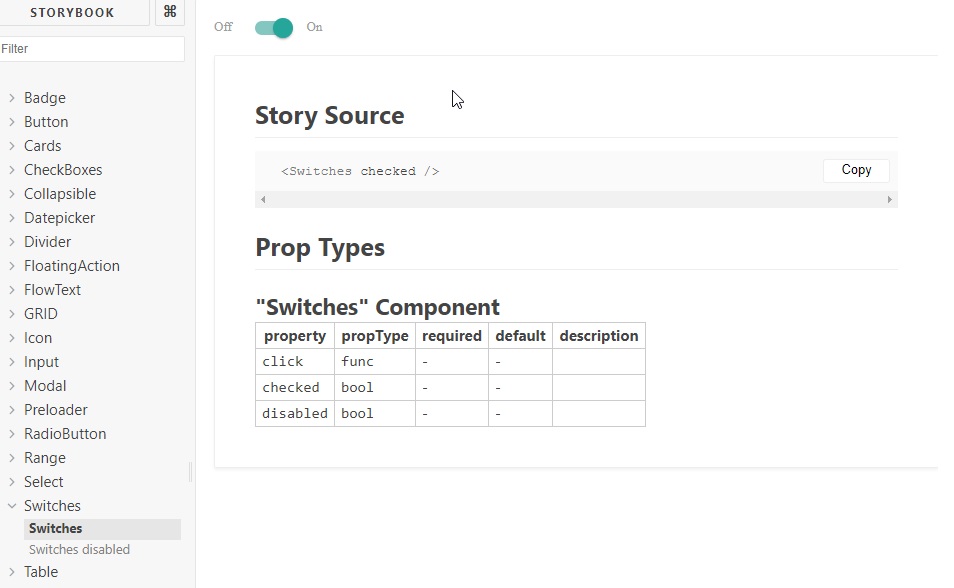 STORYBOOK ⌘
Filter
Badge
Button
Cards
CheckBoxes
Collapsible
Datepicker
Divider
FloatingAction
FlowText
GRID
Icon
Input
Modal
Preloader
RadioButton
Range
Select
Switches
Switches
Switches disabled
Table
Off On
Story Source
<Switches checked />
Copy
Prop Types
"Switches" Component
property propType required default description
click func - -
checked bool - -
disabled bool - -